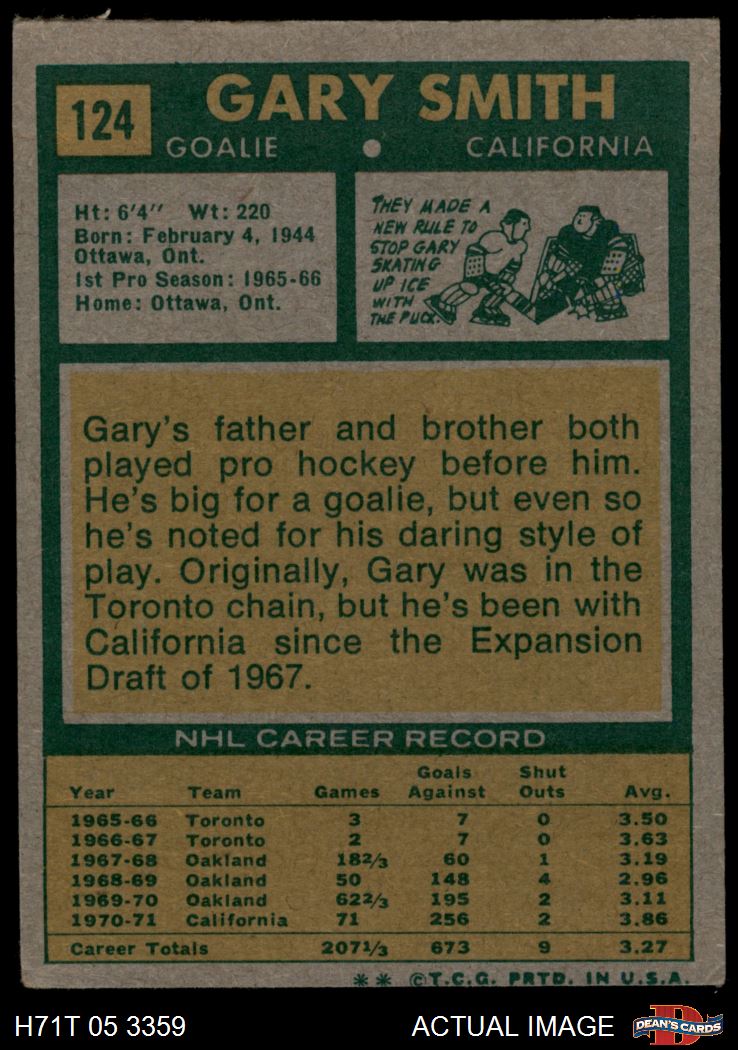 124
GARY SMITH
GOALIE • CALIFORNIA
Ht: 6'4" Wt: 220
Born: February 4, 1944
Ottawa, Ont.
1st Pro Season: 1965-66
Home: Ottawa, Ont.
THEY MADE A
NEW RULE TO
STOP GARY
SKATING
UP ICE
WITH
THE PUCK.
Gary's father and brother both
played pro hockey before him.
He's big for a goalie, but even so
he's noted for his daring style of
play. Originally, Gary was in the
Toronto chain, but he's been with
California since the Expansion
Draft of 1967.
NHL CAREER RECORD
Year Team Games Goals Against Shut Outs Avg.
1965-66 Toronto 3 7 0 3.50
1966-67 Toronto 2 7 0 3.63
1967-68 Oakland 18 2/3 60 1 3.19
1968-69 Oakland 50 148 4 2.96
1969-70 Oakland 62 2/3 195 2 3.11
1970-71 California 71 256 2 3.86
Career Totals 207 1/3 673 9 3.27
** ©T.C.G. PRTD. IN U.S.A.
H71T 05 3359 ACTUAL IMAGE DEAN'S CARDS